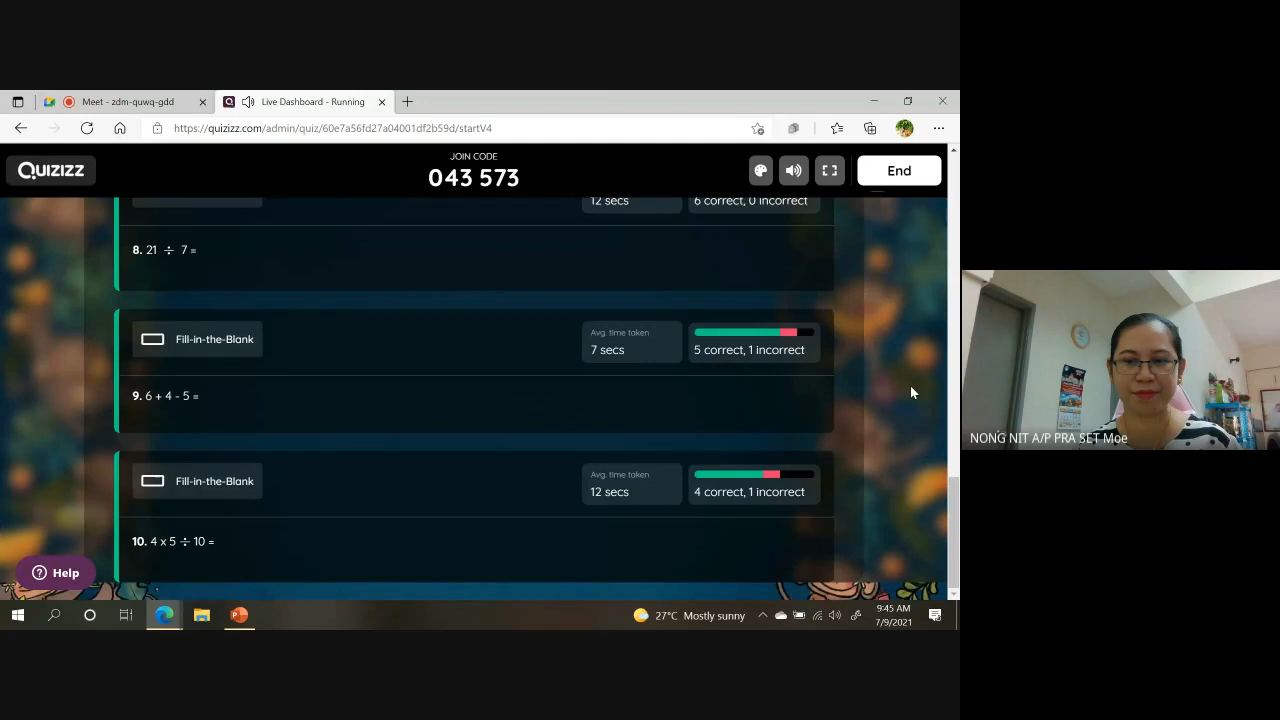 Meet - zdm-quwq-gdd
Live Dashboard - Running
https://quizizz.com/admin/quiz/60e7a56fd27a04001df2b59d/startV4
Quizizz
JOIN CODE
043 573
End
12 secs
6 correct, 0 incorrect
8. 21 ÷ 7 =
Fill-in-the-Blank
Avg. time taken
7 secs
5 correct, 1 incorrect
9. 6 + 4 - 5 =
Fill-in-the-Blank
Avg. time taken
12 secs
4 correct, 1 incorrect
10. 4 x 5 ÷ 10 =
Help
27°C Mostly sunny
9:45 AM
7/9/2021
NONG NIT A/P PRA SET Moe